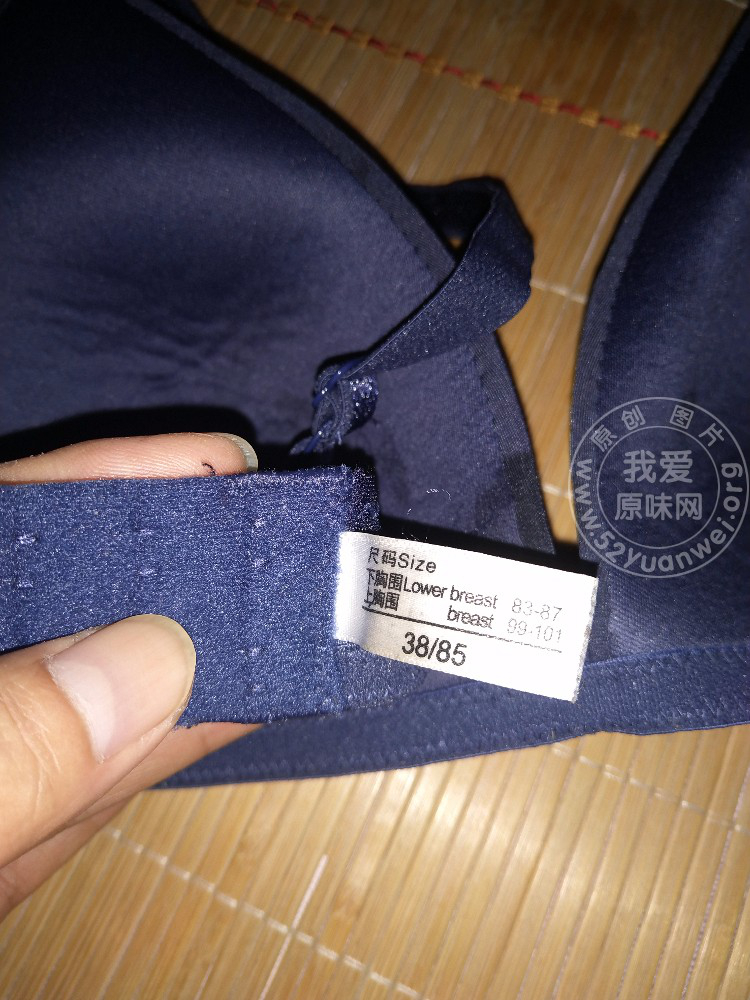 尺码Size
下胸围Lower breast 83-87
上胸围 breast 99-101
38/85
原创图片
我爱
原味网
www.52yuanwei.org